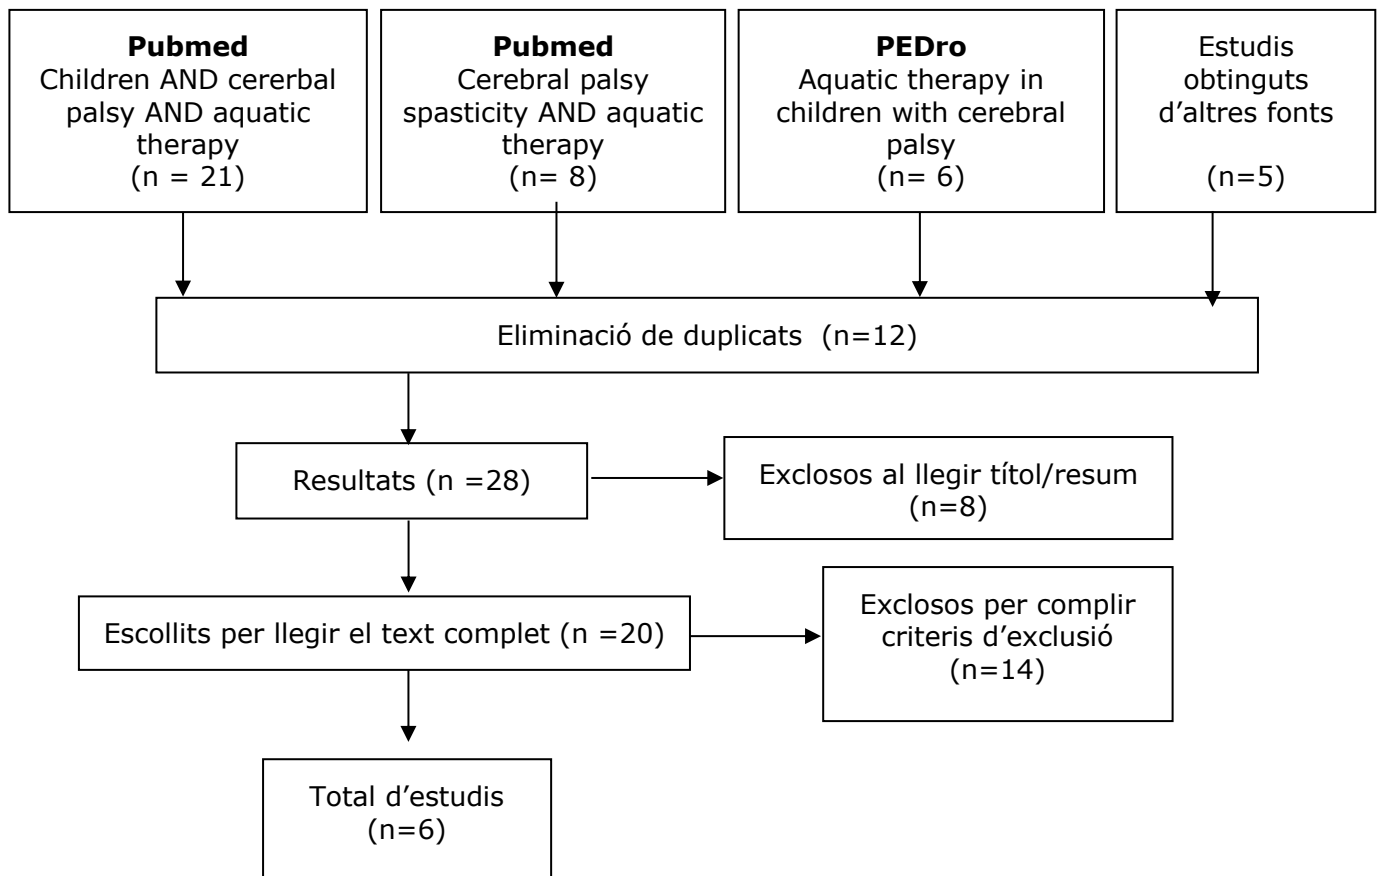 Pubmed
Children AND cererbal
palsy AND aquatic
therapy
(n = 21)
Pubmed
Cerebral palsy
spasticity AND aquatic
therapy
(n= 8)
PEDro
Aquatic therapy in
children with cerebral
palsy
(n= 6)
Estudis
obtinguts
d’altres fonts
(n=5)
Eliminació de duplicats (n=12)
Resultats (n =28)
Exclosos al llegir títol/resum
(n=8)
Escollits per llegir el text complet (n =20)
Exclosos per complir
criteris d’exclusió
(n=14)
Total d’estudis
(n=6)